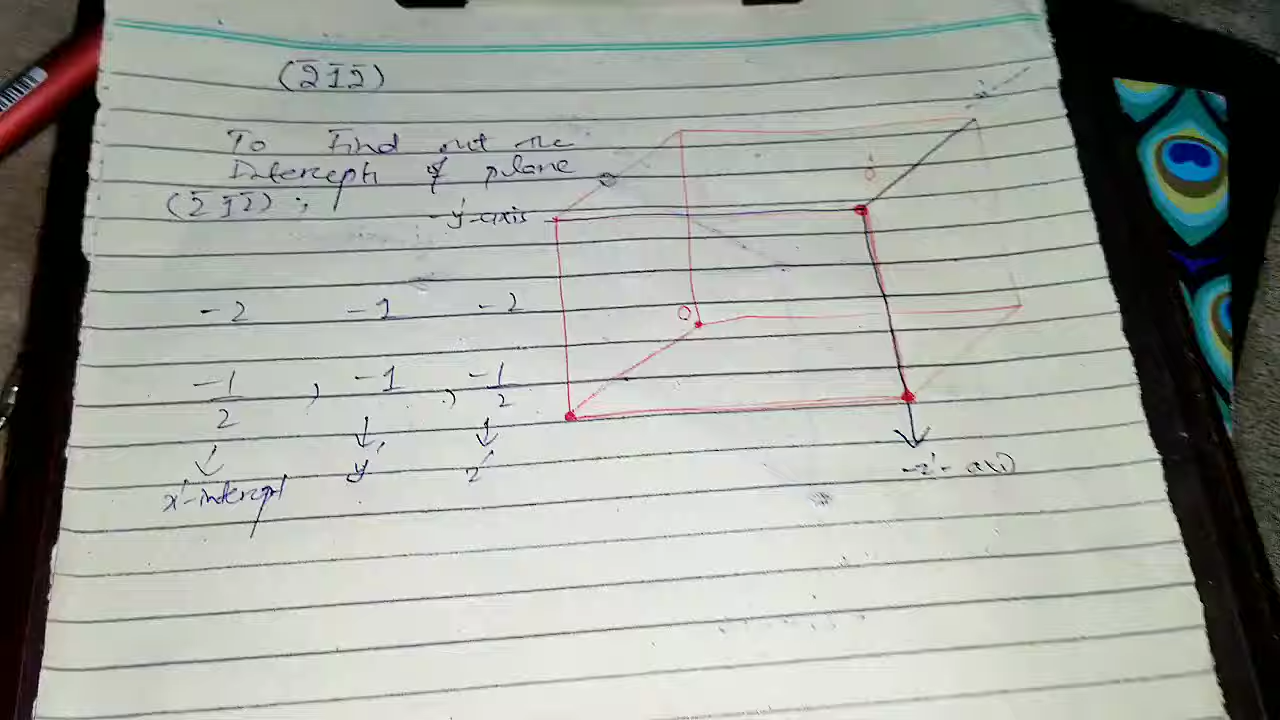 (2̄ 1̄ 2̄)
To Find out the
Intercepts of plane
(2̄ 1̄ 2̄) ;
-y'-axis
o'
O
-2 -1 -2
-1/2 , -1 , -1/2
x'-intercept y' z'
-z'-axis